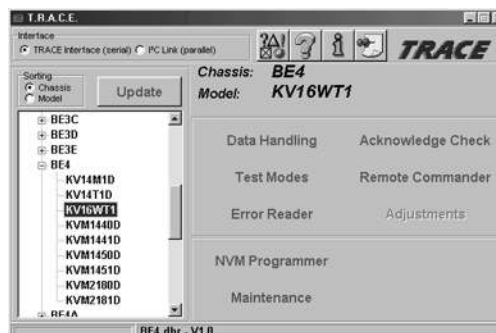 T.R.A.C.E.
Interface
TRACE Interface (serial) PC Link (parallel)
TRACE
Sorting
Chassis
Model
Update
Chassis: BE4
Model: KV16WT1
BE3C
BE3D
BE3E
BE4
KV14M1D
KV14T1D
KV16WT1
KVM1440D
KVM1441D
KVM1450D
KVM1451D
KVM2180D
KVM2181D
BE4A
Data Handling Acknowledge Check
Test Modes Remote Commander
Error Reader Adjustments
NVM Programmer
Maintenance
BE4.dbr - V1.0